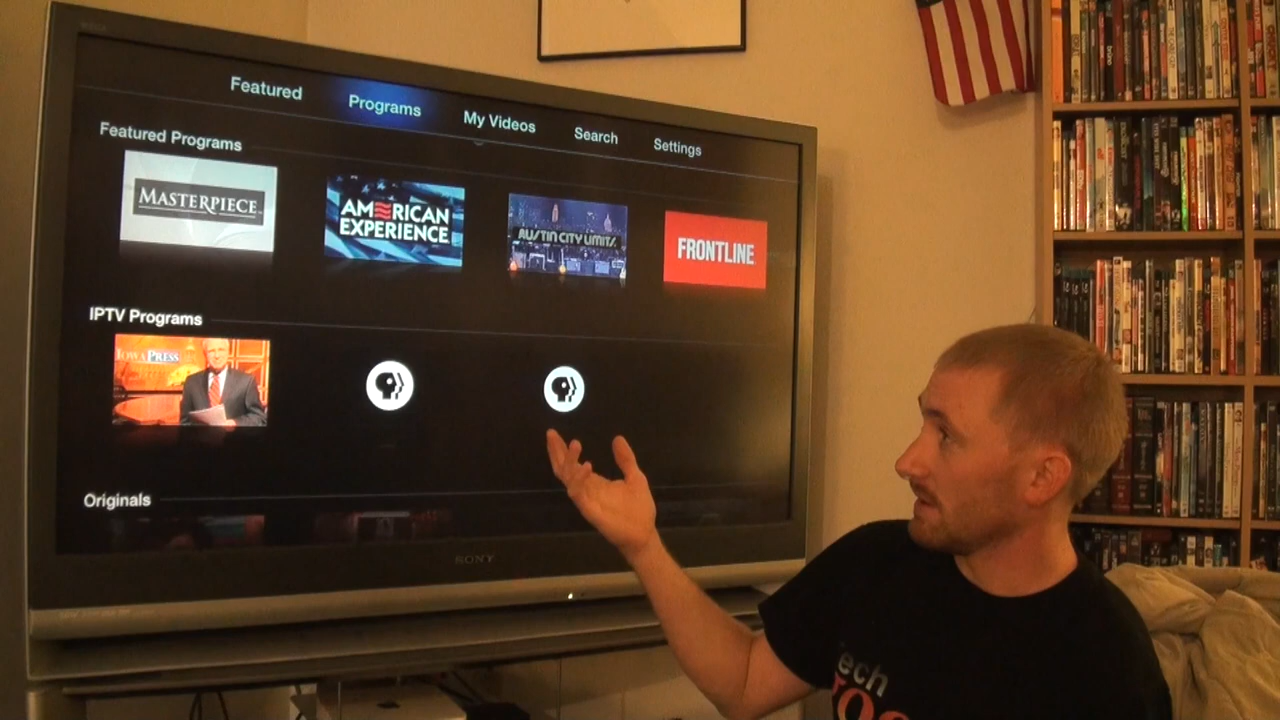 Featured Programs My Videos Search Settings
Featured Programs
MASTERPIECE AMERICAN EXPERIENCE AUSTIN CITY LIMITS FRONTLINE
IPTV Programs
IOWA PRESS
Originals
SONY
ech